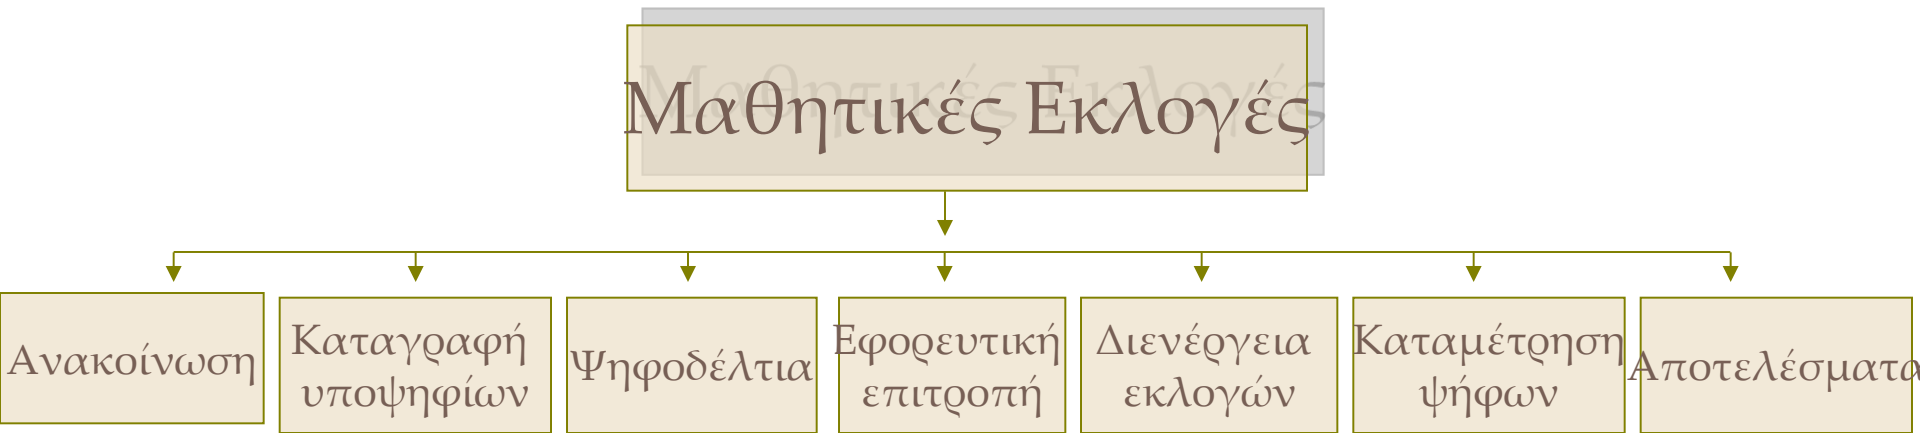 Μαθητικές Εκλογές
Ανακοίνωση
Καταγραφή
υποψηφίων
Ψηφοδέλτια
Εφορευτική
επιτροπή
Διενέργεια
εκλογών
Καταμέτρηση
ψήφων
Αποτελέσματα